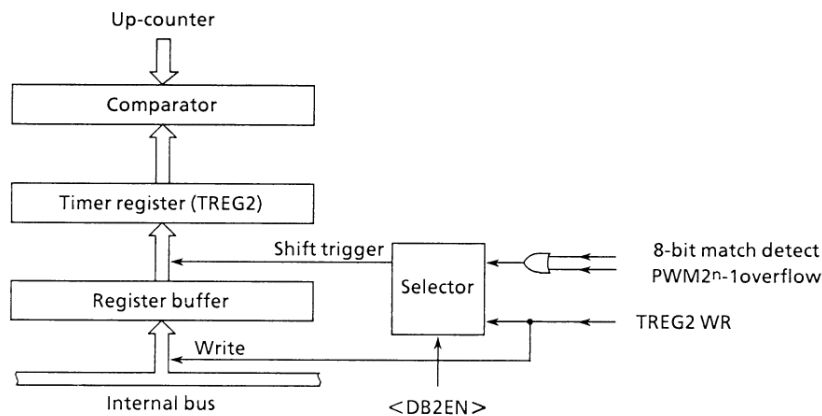 Up-counter
Comparator
Timer register (TREG2)
Shift trigger
8-bit match detect
PWM2ⁿ-1overflow
Selector
Register buffer
TREG2 WR
Write
Internal bus
<DB2EN>